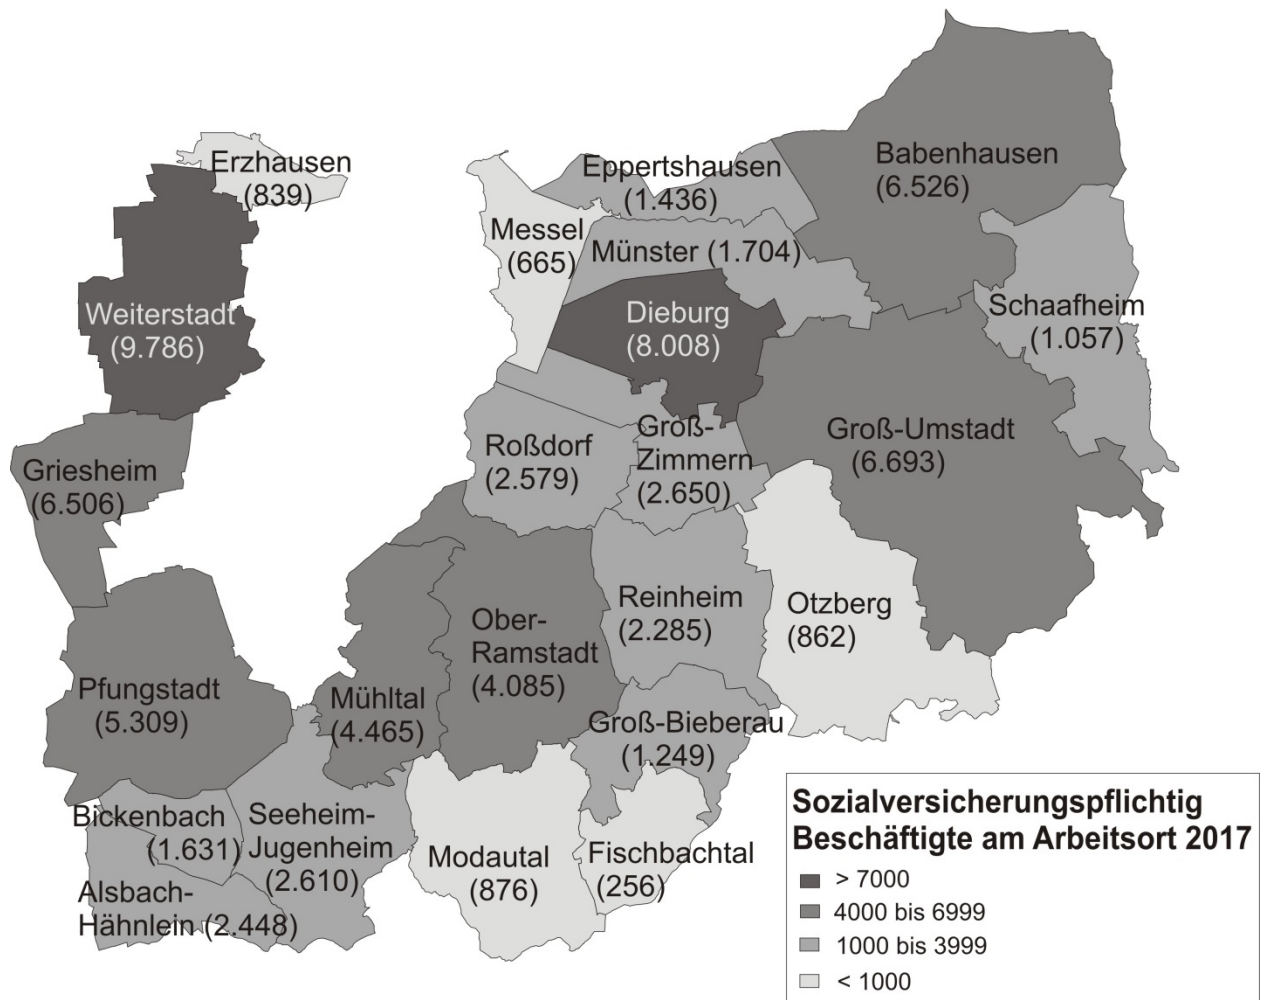 Erzhausen
(839)
Eppertshausen
(1.436)
Babenhausen
(6.526)
Messel
(665)
Münster (1.704)
Weiterstadt
(9.786)
Dieburg
(8.008)
Schaafheim
(1.057)
Griesheim
(6.506)
Roßdorf
(2.579)
Groß-
Zimmern
(2.650)
Groß-Umstadt
(6.693)
Reinheim
(2.285)
Otzberg
(862)
Ober-
Ramstadt
(4.085)
Pfungstadt
(5.309)
Mühltal
(4.465)
Groß-Bieberau
(1.249)
Bickenbach
(1.631)
Seeheim-
Jugenheim
(2.610)
Modautal
(876)
Fischbachtal
(256)
Alsbach-
Hähnlein (2.448)
Sozialversicherungspflichtig
Beschäftigte am Arbeitsort 2017
> 7000
4000 bis 6999
1000 bis 3999
< 1000